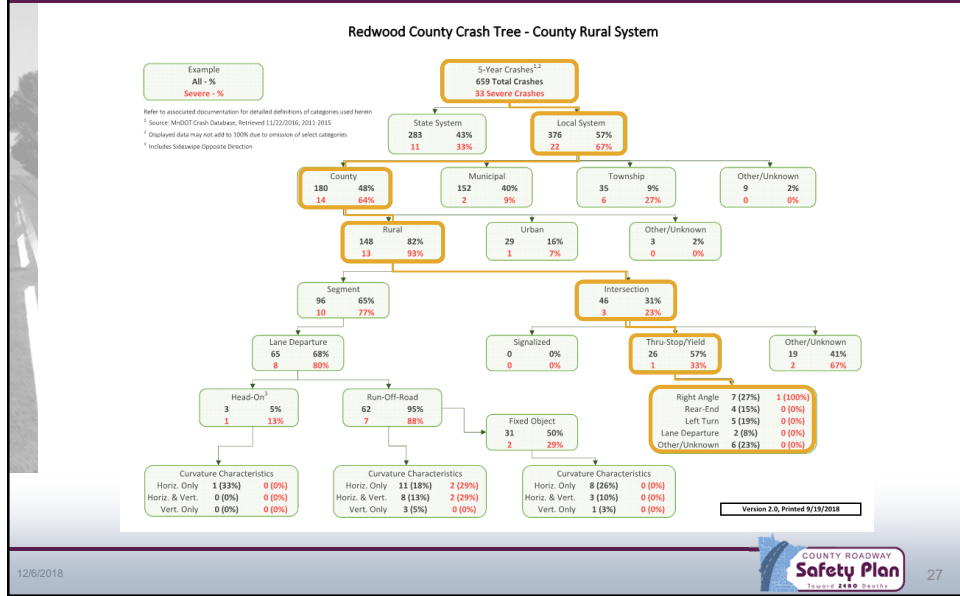 Redwood County Crash Tree - County Rural System
Example
All - %
Severe - %
5-Year Crashes1,2
659 Total Crashes
33 Severe Crashes
Refer to associated documentation for detailed definitions of categories used herein
1 Source: MnDOT Crash Database, Retrieved 11/22/2016; 2011-2015
2 Displayed data may not add to 100% due to omission of select categories
3 Includes Sideswipe Opposite Direction
State System
283 43%
11 33%
Local System
376 57%
22 67%
County
180 48%
14 64%
Municipal
152 40%
2 9%
Township
35 9%
6 27%
Other/Unknown
9 2%
0 0%
Rural
148 82%
13 93%
Urban
29 16%
1 7%
Other/Unknown
3 2%
0 0%
Segment
96 65%
10 77%
Intersection
46 31%
3 23%
Lane Departure
65 68%
8 80%
Signalized
0 0%
0 0%
Thru-Stop/Yield
26 57%
1 33%
Other/Unknown
19 41%
2 67%
Head-On3
3 5%
1 13%
Run-Off-Road
62 95%
7 88%
Fixed Object
31 50%
2 29%
Right Angle 7 (27%) 1 (100%)
Rear-End 4 (15%) 0 (0%)
Left Turn 5 (19%) 0 (0%)
Lane Departure 2 (8%) 0 (0%)
Other/Unknown 6 (23%) 0 (0%)
Curvature Characteristics
Horiz. Only 1 (33%) 0 (0%)
Horiz. & Vert. 0 (0%) 0 (0%)
Vert. Only 0 (0%) 0 (0%)
Curvature Characteristics
Horiz. Only 11 (18%) 2 (29%)
Horiz. & Vert. 8 (13%) 2 (29%)
Vert. Only 3 (5%) 0 (0%)
Curvature Characteristics
Horiz. Only 8 (26%) 0 (0%)
Horiz. & Vert. 3 (10%) 0 (0%)
Vert. Only 1 (3%) 0 (0%)
Version 2.0, Printed 9/19/2018
12/6/2018
COUNTY ROADWAY
Safety Plan
Toward ZERO Deaths
27